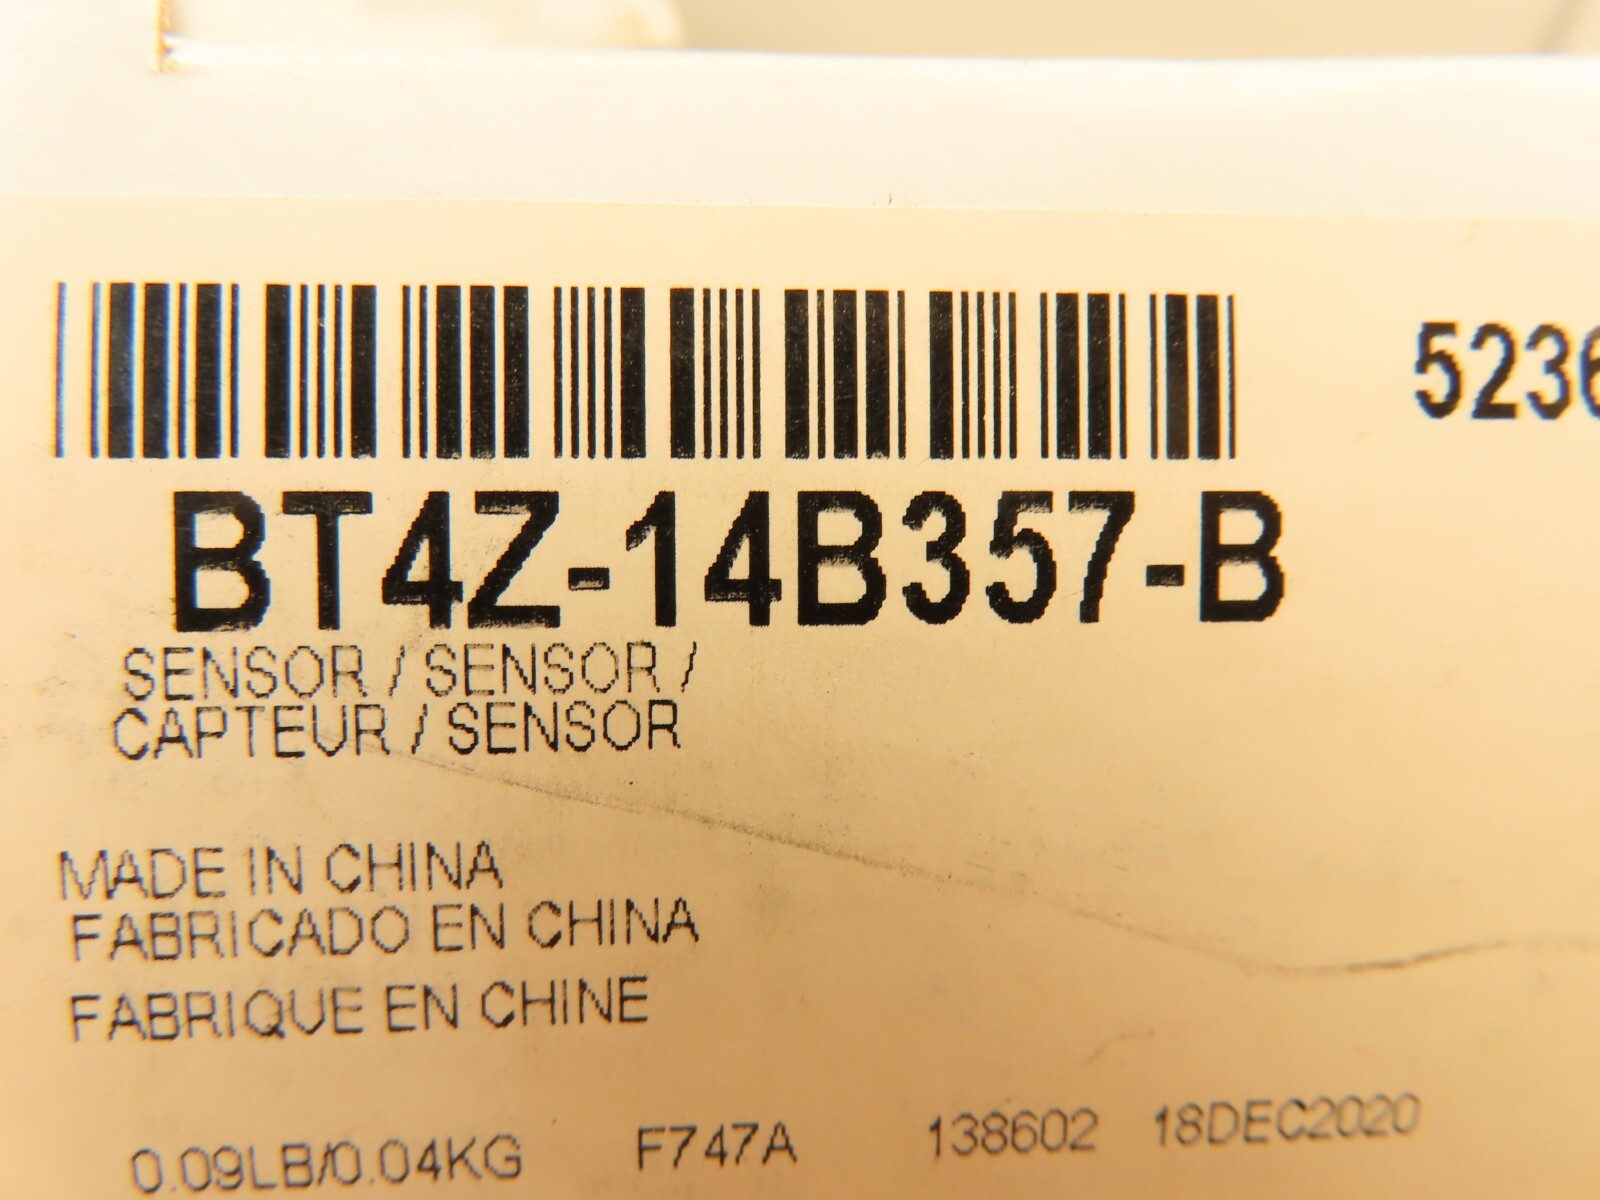 BT4Z-14B357-B
SENSOR / SENSOR /
CAPTEUR / SENSOR
MADE IN CHINA
FABRICADO EN CHINA
FABRIQUE EN CHINE
0.09LB/0.04KG F747A 138602 18DEC2020